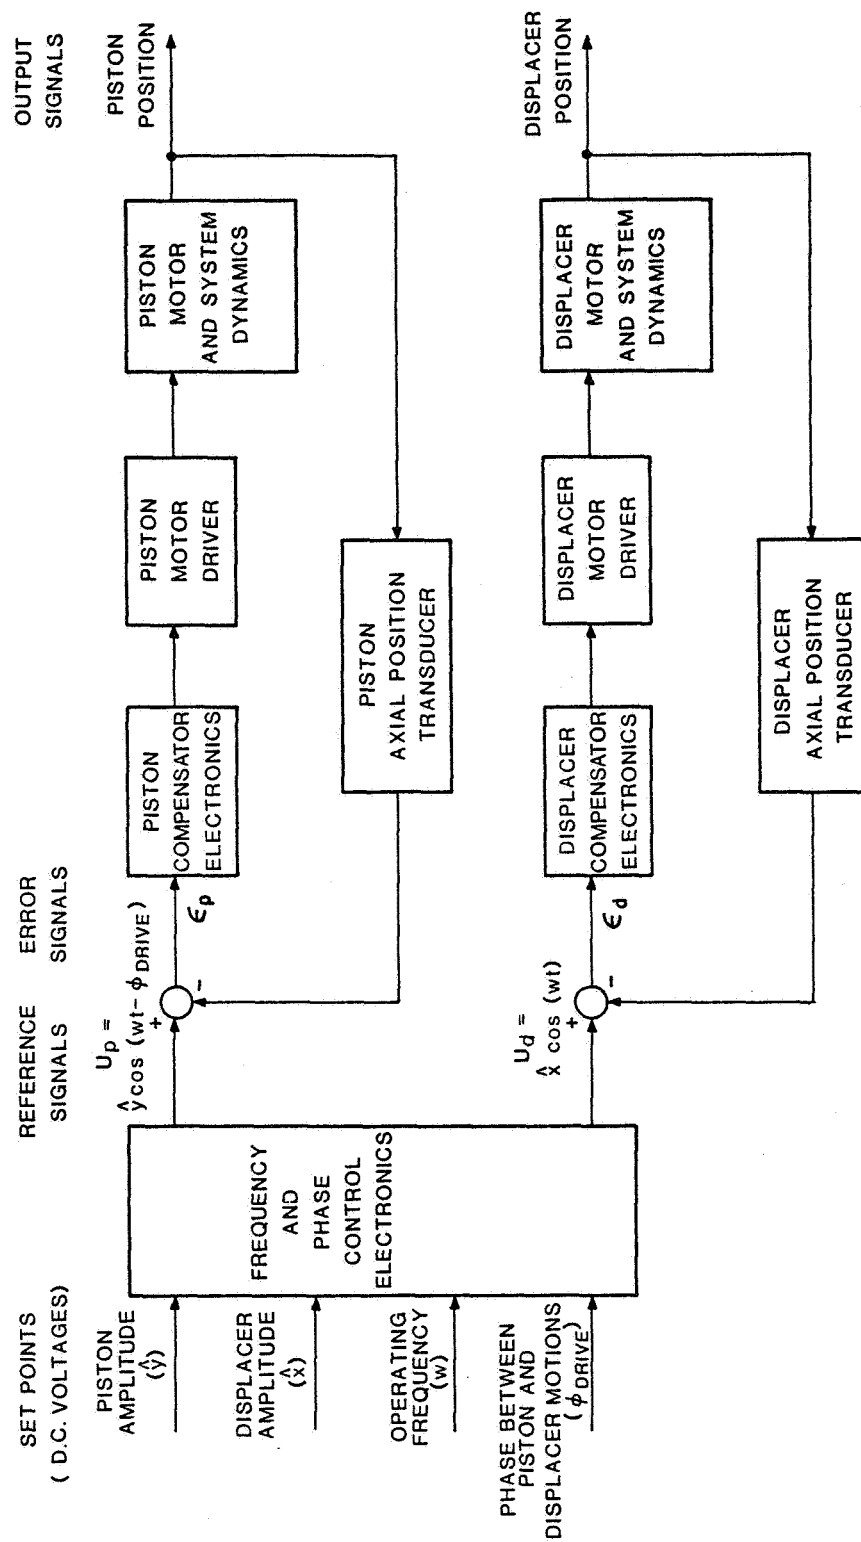 SET POINTS
( D.C. VOLTAGES)
REFERENCE
SIGNALS
ERROR
SIGNALS
OUTPUT
SIGNALS
PISTON
AMPLITUDE
(ŷ)
DISPLACER
AMPLITUDE
(x̂)
OPERATING
FREQUENCY
(w)
PHASE BETWEEN
PISTON AND
DISPLACER MOTIONS
(ϕ DRIVE)
FREQUENCY
AND
PHASE
CONTROL
ELECTRONICS
Up =
ŷ cos (wt- ϕ DRIVE)
+
-
ϵp
PISTON
COMPENSATOR
ELECTRONICS
PISTON
MOTOR
DRIVER
PISTON
MOTOR
AND SYSTEM
DYNAMICS
PISTON
POSITION
PISTON
AXIAL POSITION
TRANSDUCER
Ud =
x̂ cos (wt)
+
-
ϵd
DISPLACER
COMPENSATOR
ELECTRONICS
DISPLACER
MOTOR
DRIVER
DISPLACER
MOTOR
AND SYSTEM
DYNAMICS
DISPLACER
POSITION
DISPLACER
AXIAL POSITION
TRANSDUCER